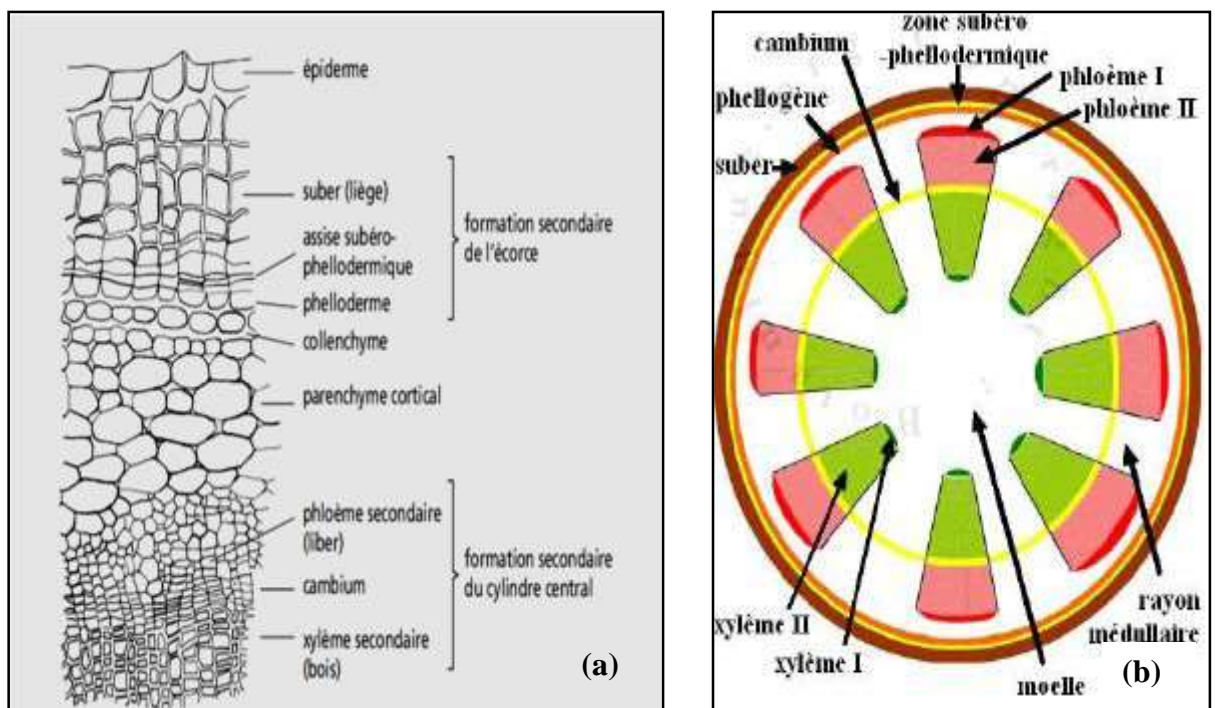 épiderme
suber (liège)
formation secondaire
de l'écorce
assise subéro-
phellodermique
phelloderme
collenchyme
parenchyme cortical
phloème secondaire
(liber)
formation secondaire
du cylindre central
cambium
xylème secondaire
(bois)
(a)
zone subéro
-phellodermique
cambium
phloème I
phellogène
phloème II
suber
xylème II
xylème I
moelle
rayon
médullaire
(b)